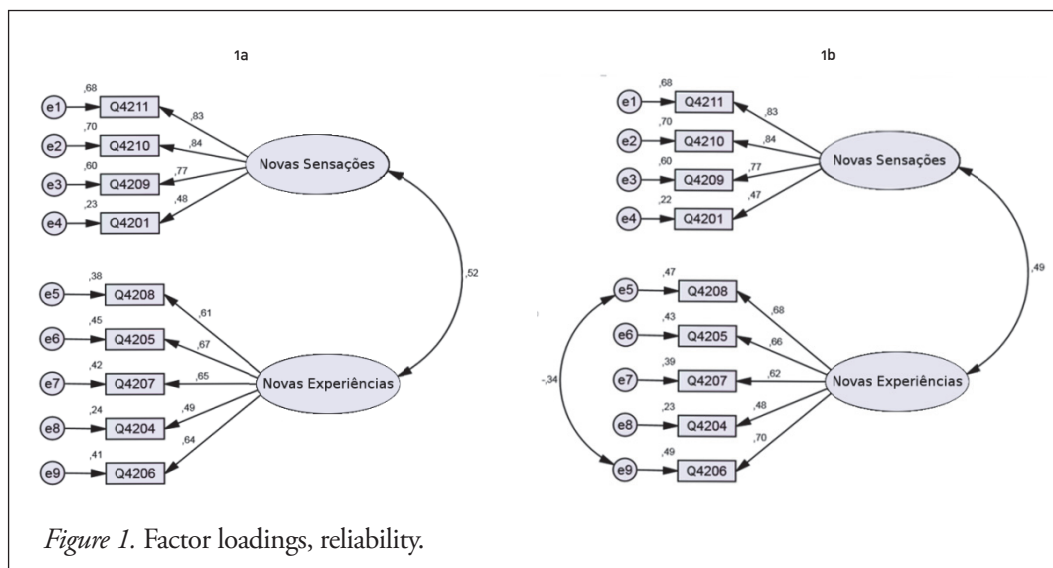 1a
,68
e1 Q4211 ,83
,70
e2 Q4210 ,84
Novas Sensações
,60
e3 Q4209 ,77
,23
e4 Q4201 ,48
,52
,38
e5 Q4208 ,61
,45
e6 Q4205 ,67
,42
e7 Q4207 ,65
Novas Experiências
,24
e8 Q4204 ,49
,41
e9 Q4206 ,64
1b
,68
e1 Q4211 ,83
,70
e2 Q4210 ,84
Novas Sensações
,60
e3 Q4209 ,77
,22
e4 Q4201 ,47
,49
,47
e5 Q4208 ,68
,43
e6 Q4205 ,66
-,34
,39
e7 Q4207 ,62
Novas Experiências
,23
e8 Q4204 ,48
,49
e9 Q4206 ,70
Figure 1. Factor loadings, reliability.